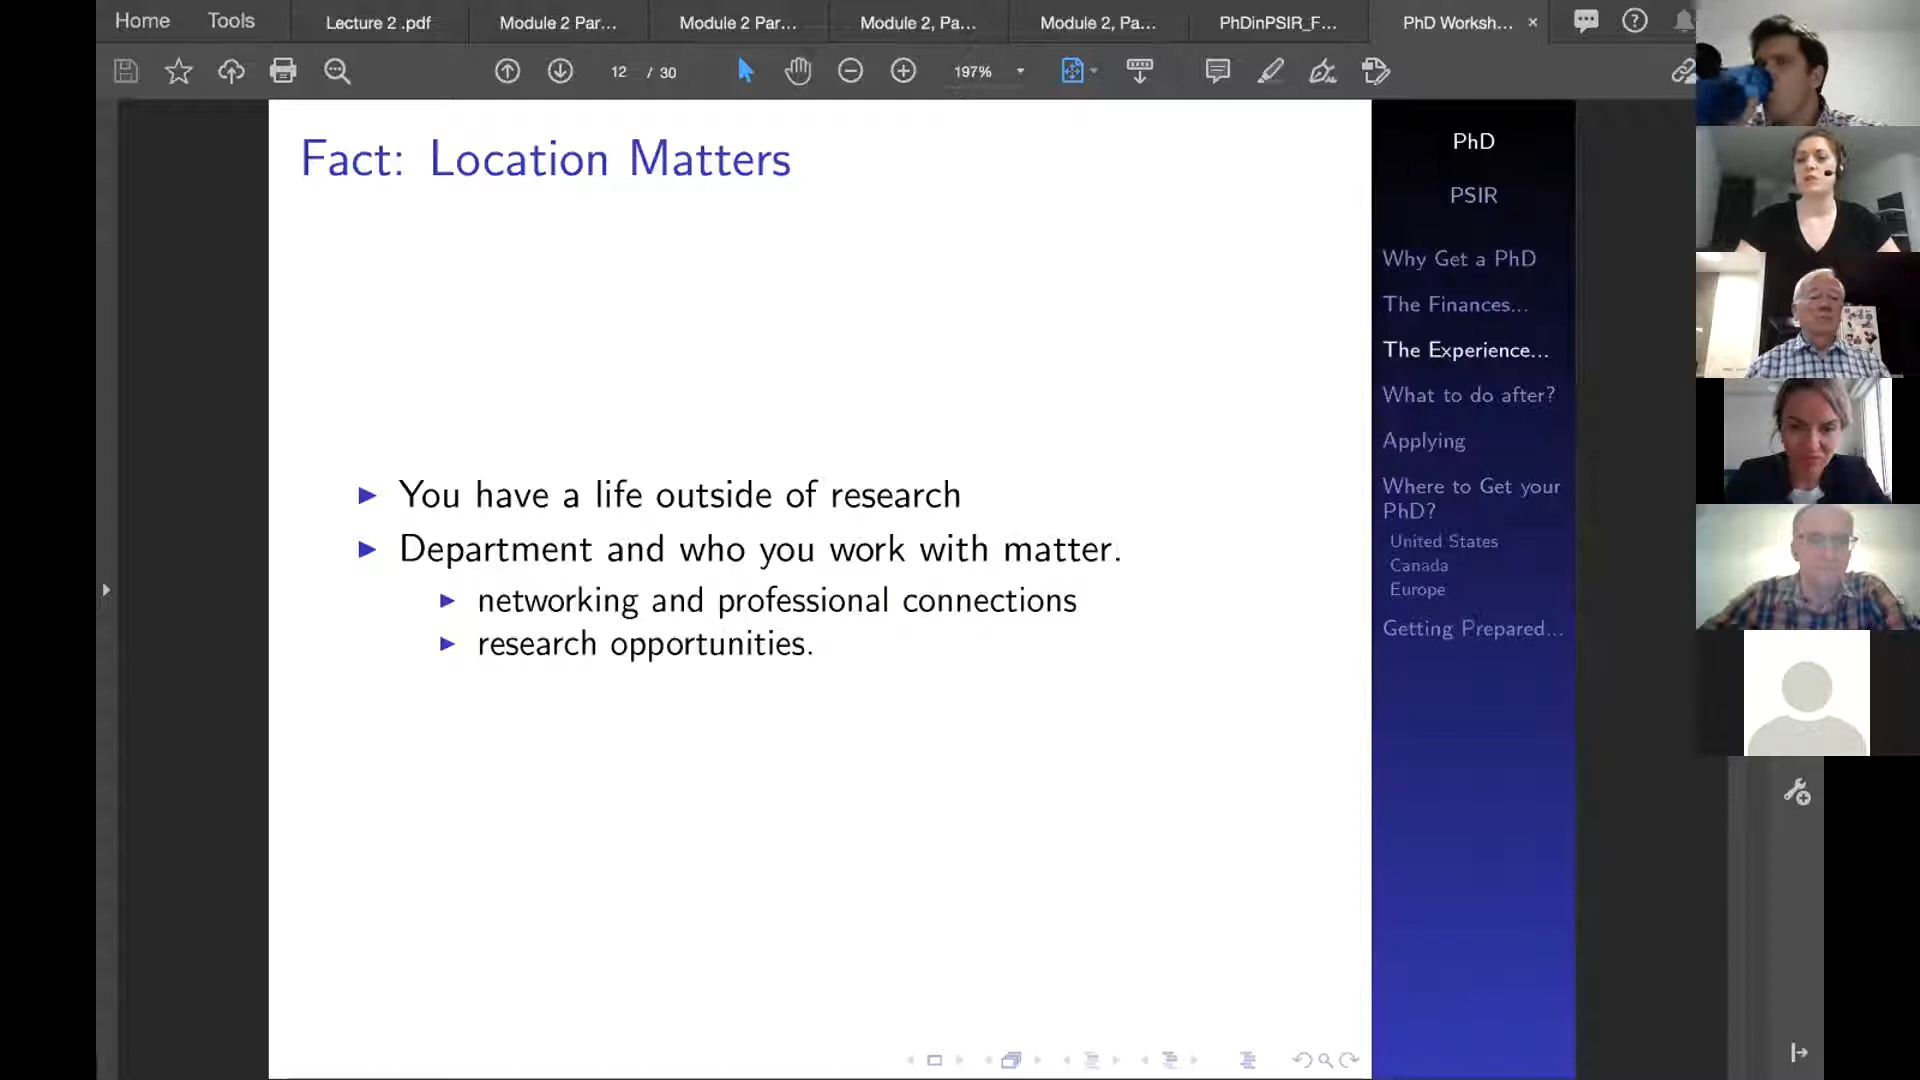 Home Tools Lecture 2 .pdf Module 2 Par... Module 2 Par... Module 2, Pa... Module 2, Pa... PhDinPSIR_F... PhD Worksh... ×
12 / 30 197%
Fact: Location Matters
You have a life outside of research
Department and who you work with matter.
networking and professional connections
research opportunities.
PhD
PSIR
Why Get a PhD
The Finances...
The Experience...
What to do after?
Applying
Where to Get your
PhD?
United States
Canada
Europe
Getting Prepared...